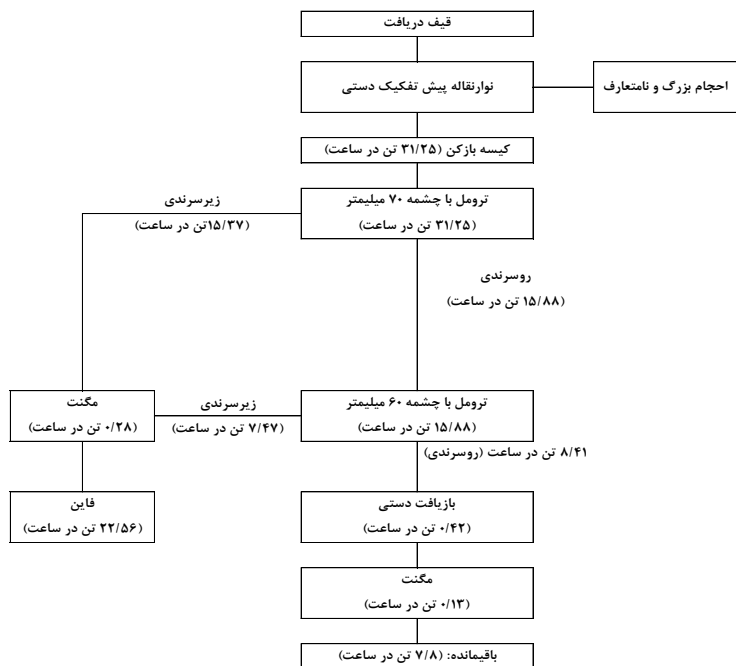 قیف دریافت
نوارنقاله پیش تفکیک دستی
احجام بزرگ و نامتعارف
کیسه بازکن (۳۱/۲۵ تن در ساعت)
ترومل با چشمه ۷۰ میلیمتر
(۳۱/۲۵ تن در ساعت)
زیرسرندی
(۱۵/۳۷تن در ساعت)
روسرندی
(۱۵/۸۸ تن در ساعت)
ترومل با چشمه ۶۰ میلیمتر
(۱۵/۸۸ تن در ساعت)
زیرسرندی
(۷/۴۷ تن در ساعت)
مگنت
(۰/۲۸ تن در ساعت)
۸/۴۱ تن در ساعت (روسرندی)
بازیافت دستی
(۰/۴۲ تن در ساعت)
فاین
(۲۲/۵۶ تن در ساعت)
مگنت
(۰/۱۳ تن در ساعت)
باقیمانده: (۷/۸ تن در ساعت)